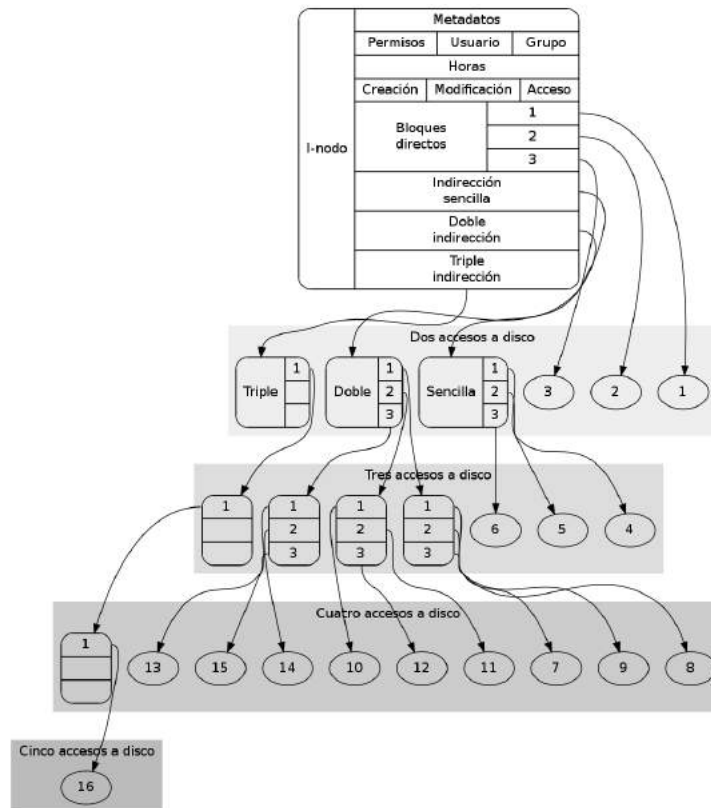 Metadatos
Permisos Usuario Grupo
Horas
Creación Modificación Acceso
I-nodo
Bloques
directos
1
2
3
Indirección
sencilla
Doble
indirección
Triple
indirección
Dos accesos a disco
Triple
1
Doble
1
2
3
Sencilla
1
2
3
3 2 1
Tres accesos a disco
1
1
2
3
1
2
3
1
2
3
6 5 4
Cuatro accesos a disco
1
13 15 14 10 12 11 7 9 8
Cinco accesos a disco
16